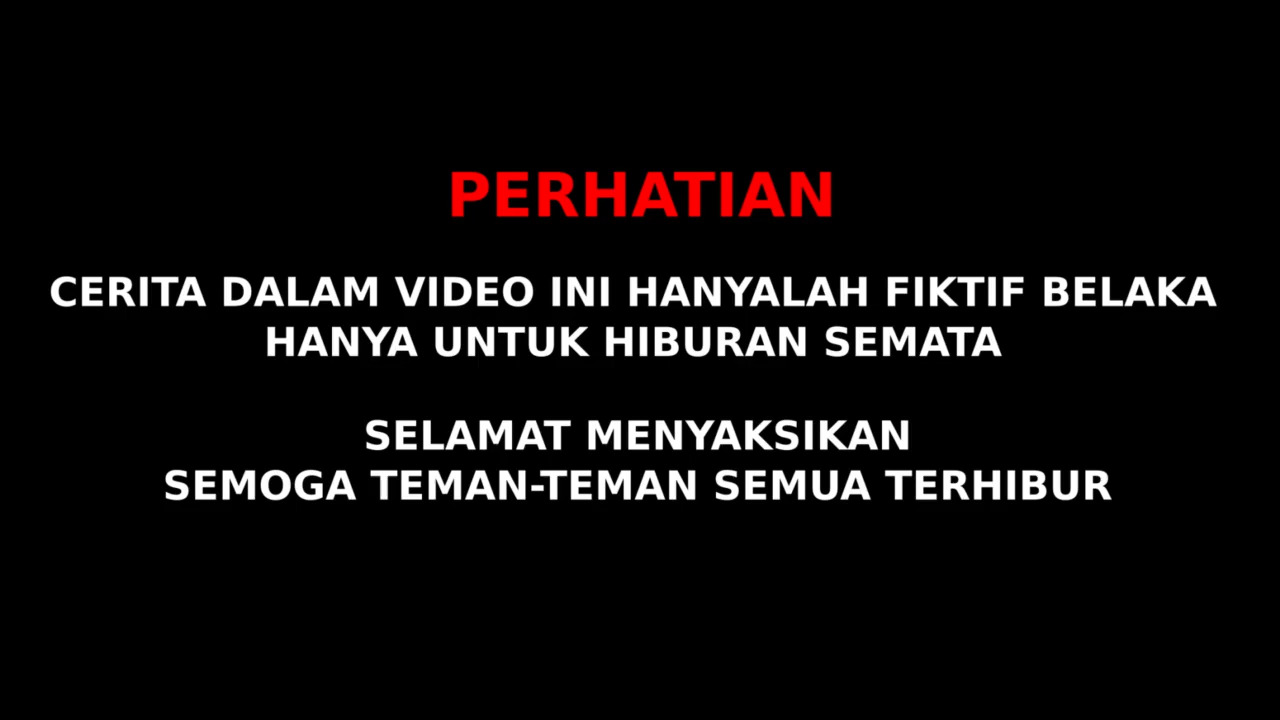 PERHATIAN
CERITA DALAM VIDEO INI HANYALAH FIKTIF BELAKA
HANYA UNTUK HIBURAN SEMATA
SELAMAT MENYAKSIKAN
SEMOGA TEMAN-TEMAN SEMUA TERHIBUR